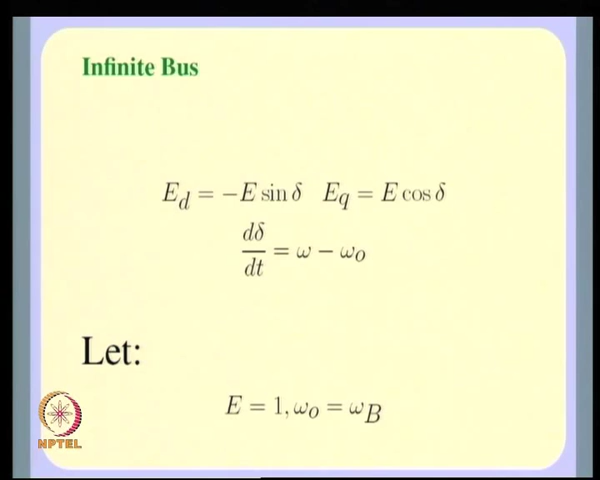 Infinite Bus
E_d = −E sin δ   E_q = E cos δ
dδ/dt = ω − ω_o
Let:
E = 1, ω_o = ω_B
NPTEL